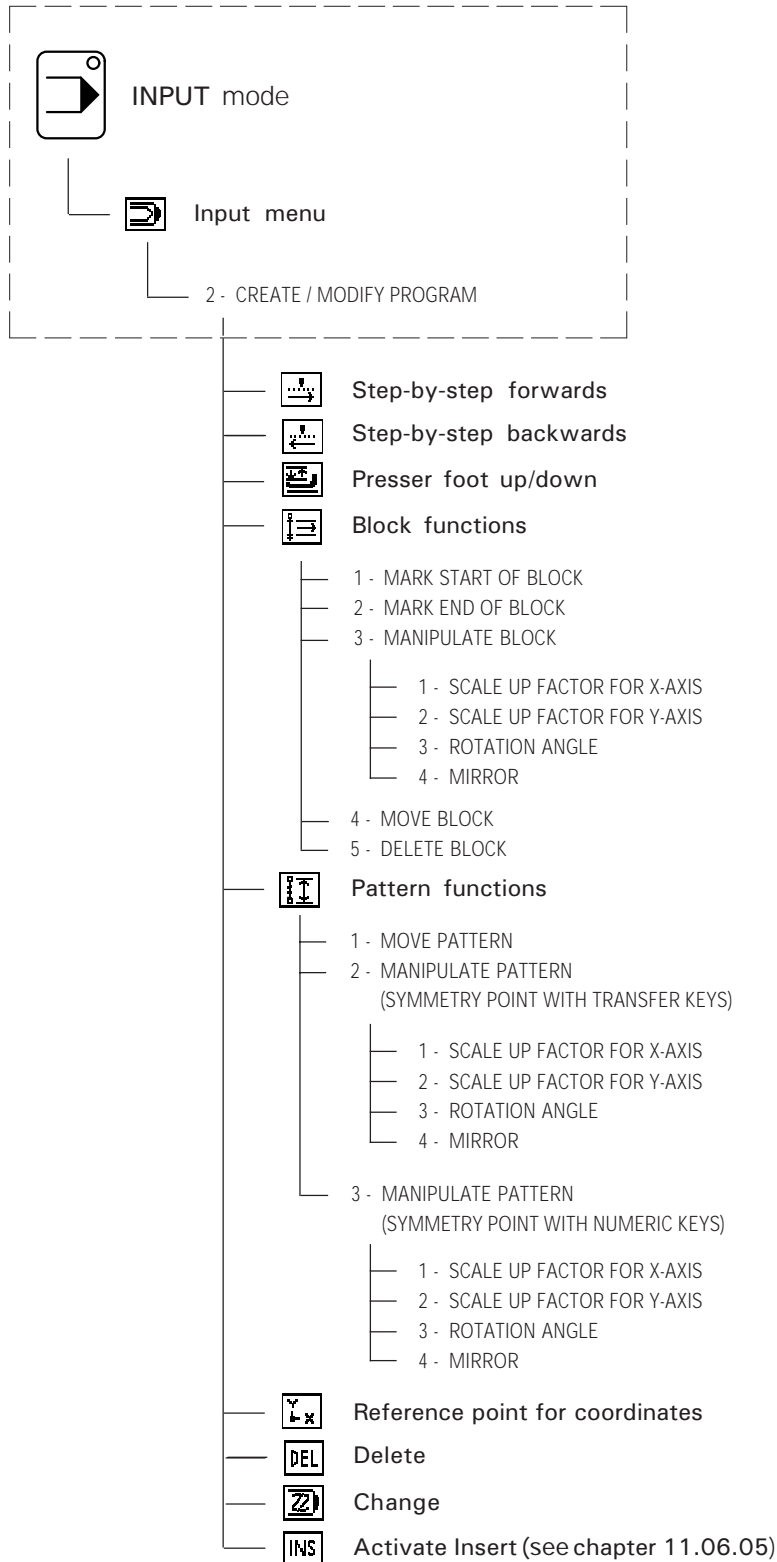 INPUT mode
Input menu
2 - CREATE / MODIFY PROGRAM
Step-by-step forwards
Step-by-step backwards
Presser foot up/down
Block functions
1 - MARK START OF BLOCK
2 - MARK END OF BLOCK
3 - MANIPULATE BLOCK
1 - SCALE UP FACTOR FOR X-AXIS
2 - SCALE UP FACTOR FOR Y-AXIS
3 - ROTATION ANGLE
4 - MIRROR
4 - MOVE BLOCK
5 - DELETE BLOCK
Pattern functions
1 - MOVE PATTERN
2 - MANIPULATE PATTERN
(SYMMETRY POINT WITH TRANSFER KEYS)
1 - SCALE UP FACTOR FOR X-AXIS
2 - SCALE UP FACTOR FOR Y-AXIS
3 - ROTATION ANGLE
4 - MIRROR
3 - MANIPULATE PATTERN
(SYMMETRY POINT WITH NUMERIC KEYS)
1 - SCALE UP FACTOR FOR X-AXIS
2 - SCALE UP FACTOR FOR Y-AXIS
3 - ROTATION ANGLE
4 - MIRROR
Y X Reference point for coordinates
DEL Delete
22 Change
INS Activate Insert (see chapter 11.06.05)